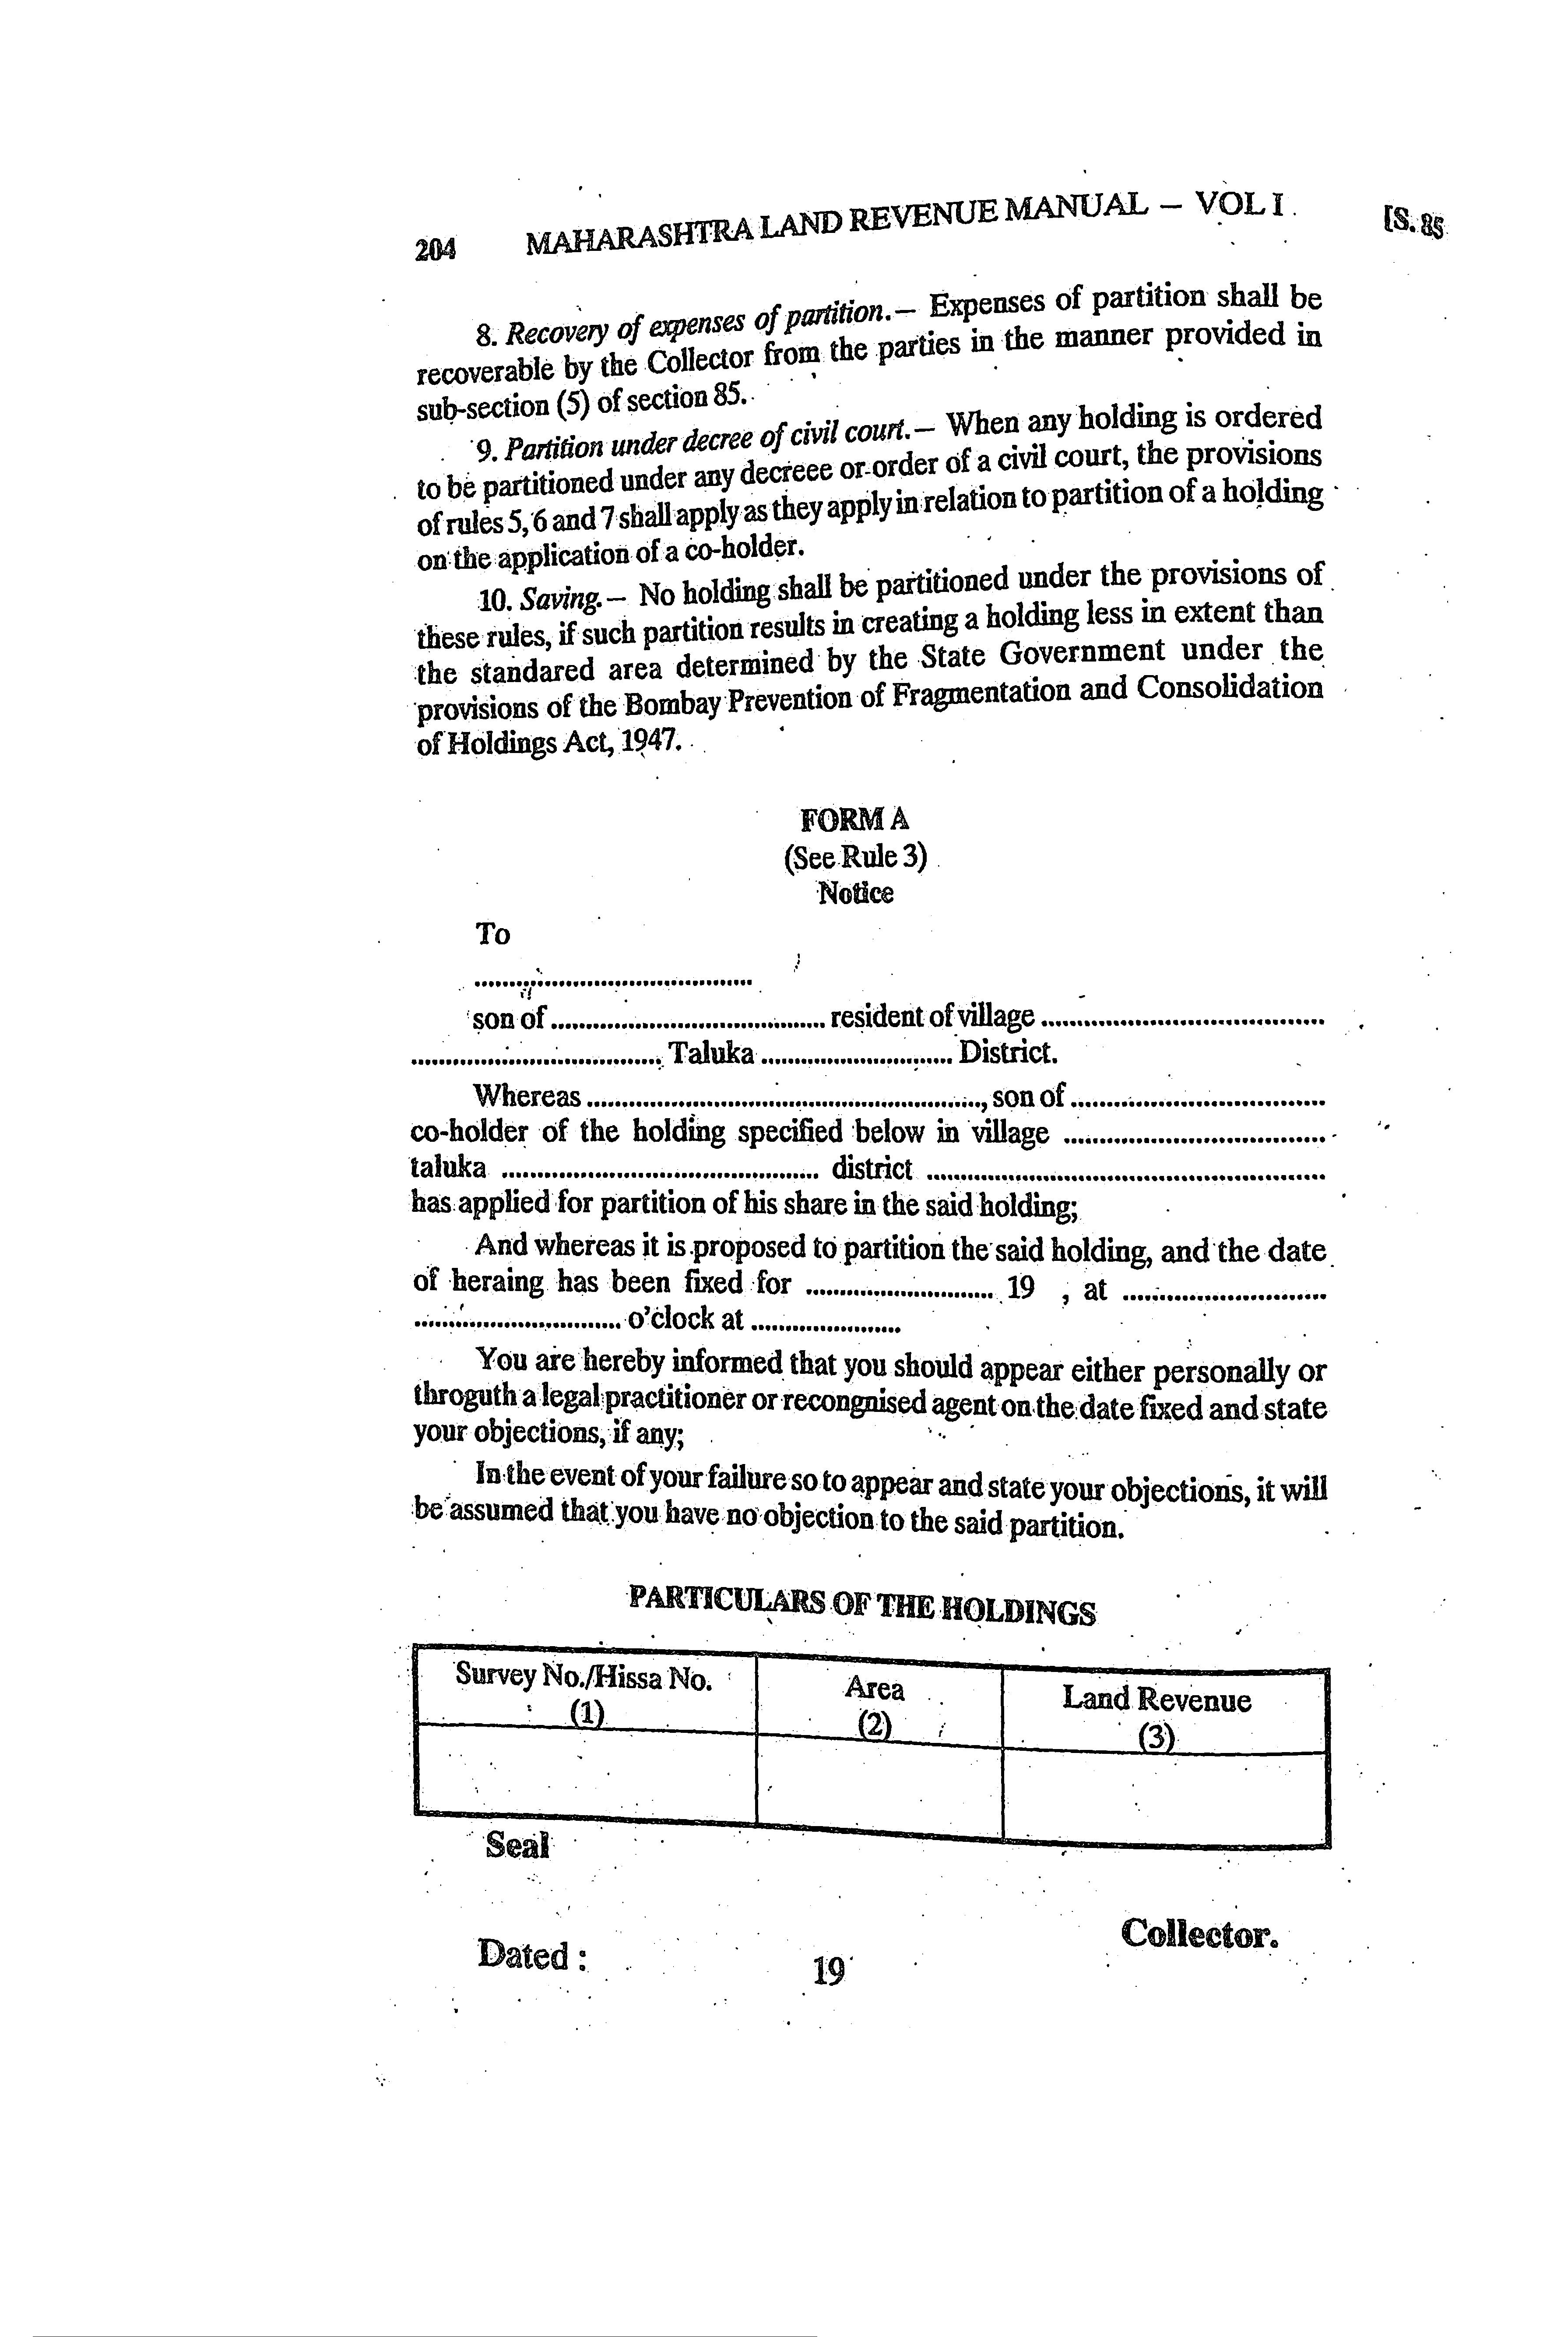 204 MAHARASHTRA LAND REVENUE MANUAL – VOL I [S. 85
8. Recovery of expenses of partition.– Expenses of partition shall be
recoverable by the Collector from the parties in the manner provided in
sub-section (5) of section 85.
9. Partition under decree of civil court.– When any holding is ordered
to be partitioned under any decreee or order of a civil court, the provisions
of rules 5, 6 and 7 shall apply as they apply in relation to partition of a holding
on the application of a co-holder.
10. Saving.– No holding shall be partitioned under the provisions of
these rules, if such partition results in creating a holding less in extent than
the standared area determined by the State Government under the
provisions of the Bombay Prevention of Fragmentation and Consolidation
of Holdings Act, 1947.
FORM A
(See Rule 3)
Notice
To
........................................
son of ........................................ resident of village ........................................
.................................... Taluka ............................ District.
Whereas ........................................................, son of ....................................
co-holder of the holding specified below in village ......................................
taluka .............................................. district ..........................................................
has applied for partition of his share in the said holding;
And whereas it is proposed to partition the said holding, and the date
of heraing has been fixed for ........................... 19 , at .............................
.............................. o'clock at ......................
You are hereby informed that you should appear either personally or
throguth a legal practitioner or recongnised agent on the date fixed and state
your objections, if any;
In the event of your failure so to appear and state your objections, it will
be assumed that you have no objection to the said partition.
PARTICULARS OF THE HOLDINGS
Survey No./Hissa No. Area Land Revenue
(1) (2) (3)
Seal
Collector.
Dated : 19